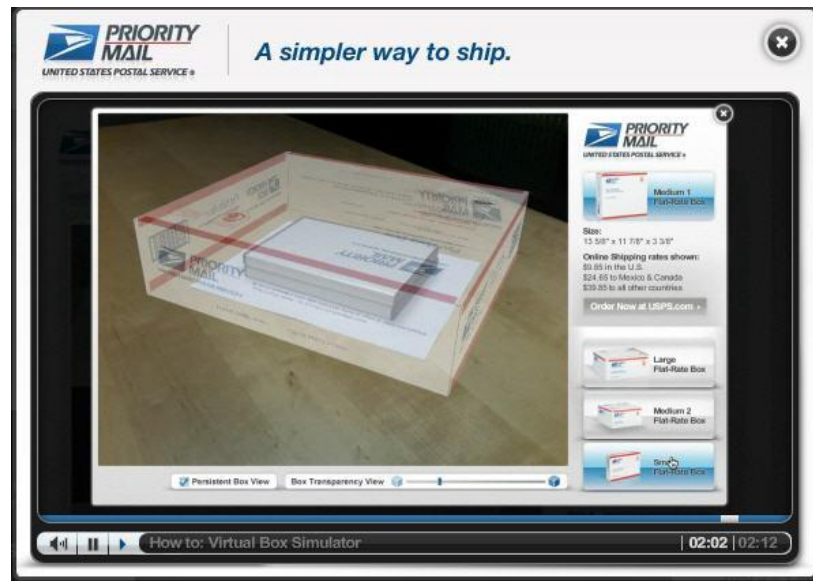 PRIORITY
MAIL
UNITED STATES POSTAL SERVICE ®
A simpler way to ship.
PRIORITY
MAIL
UNITED STATES POSTAL SERVICE ®
Medium 1
Flat-Rate Box
Size:
13 5/8" x 11 7/8" x 3 3/8"
Online Shipping rates shown:
$9.85 in the U.S.
$24.65 to Mexico & Canada
$39.85 to all other countries
Order Now at USPS.com ›
Large
Flat-Rate Box
Medium 2
Flat-Rate Box
Flat-Rate Box
PRIORITY
MAIL
Persistent Box View
Box Transparency View
How to: Virtual Box Simulator
02:02 | 02:12